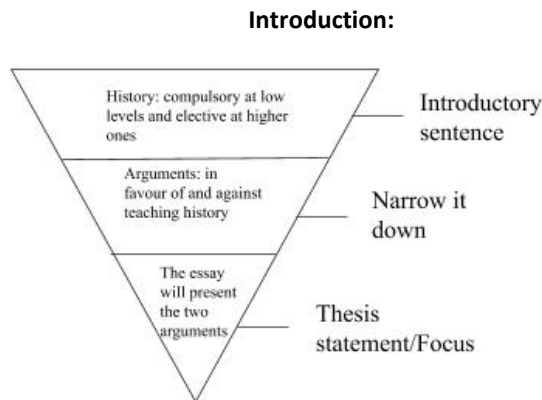 Introduction:
History: compulsory at low
levels and elective at higher
ones
Introductory
sentence
Arguments: in
favour of and against
teaching history
Narrow it
down
The essay
will present
the two
arguments
Thesis
statement/Focus